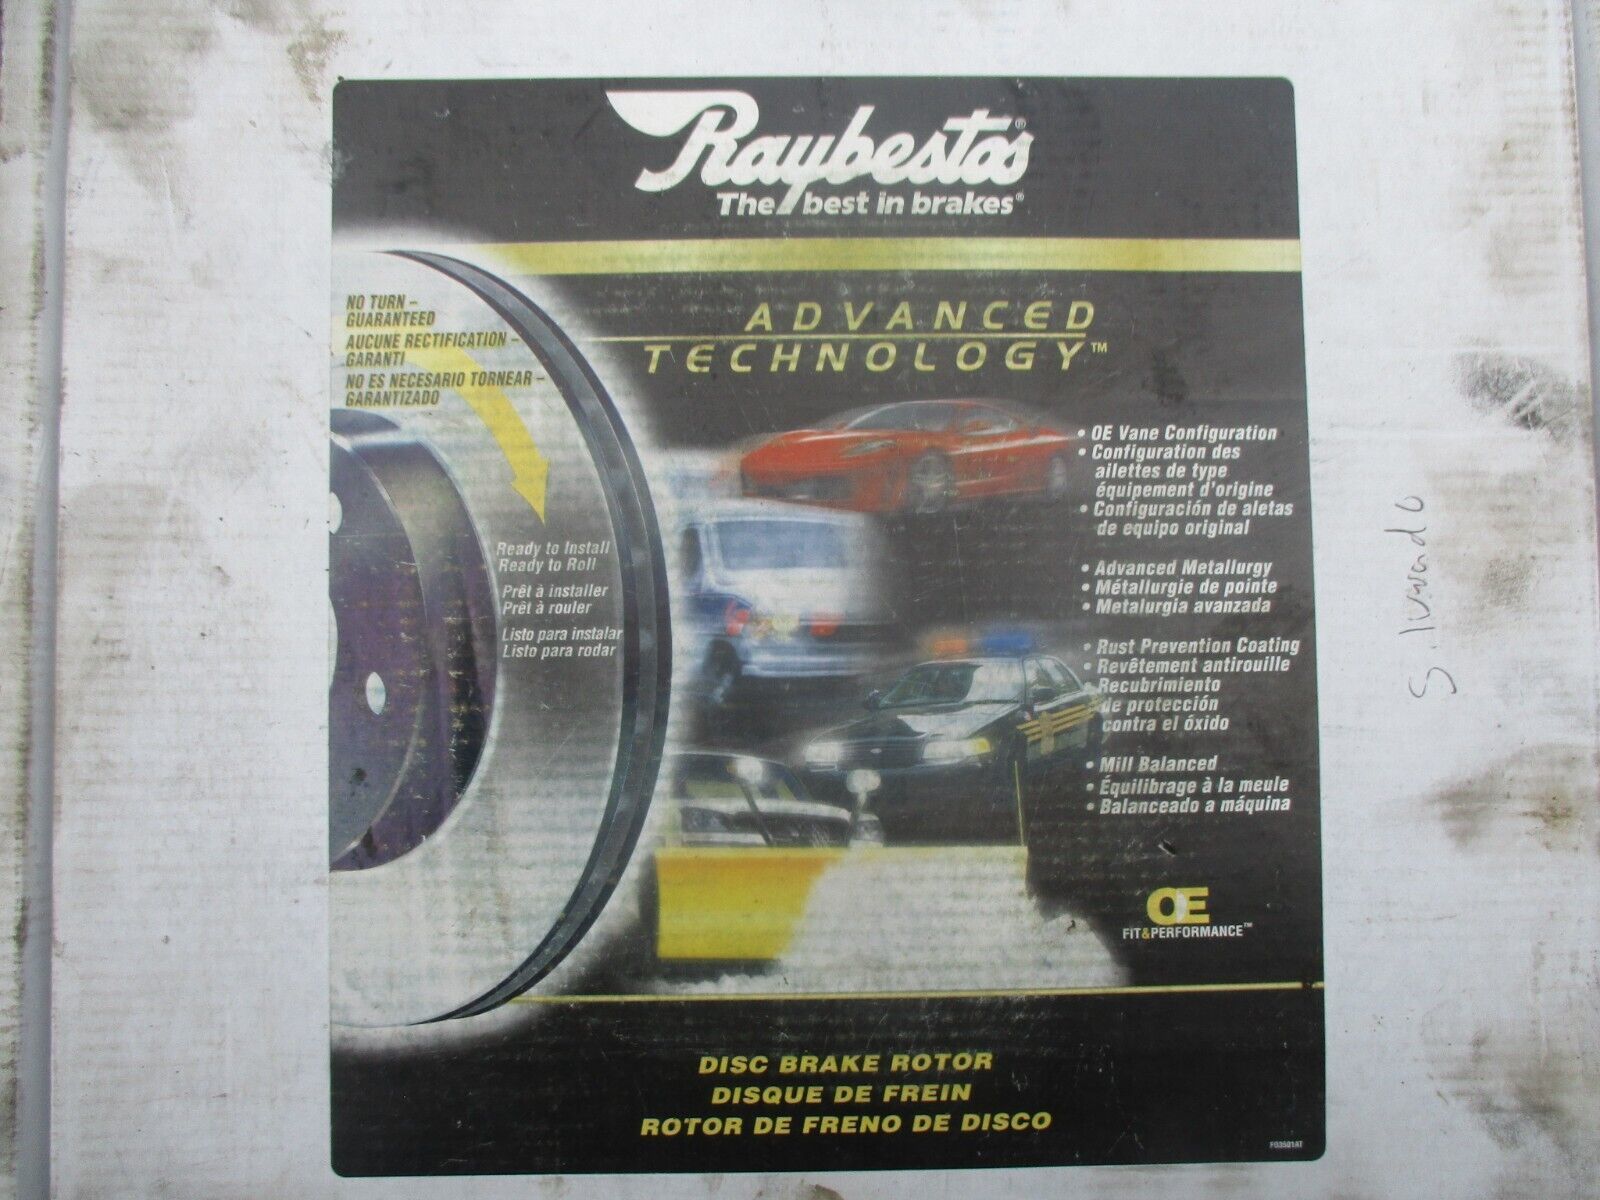 Raybestos®
The best in brakes®
ADVANCED
TECHNOLOGY™
NO TURN –
GUARANTEED
AUCUNE RECTIFICATION –
GARANTI
NO ES NECESARIO TORNEAR –
GARANTIZADO
Ready to Install
Ready to Roll
Prêt à installer
Prêt à rouler
Listo para instalar
Listo para rodar
• OE Vane Configuration
• Configuration des
ailettes de type
équipement d'origine
• Configuración de aletas
de equipo original
• Advanced Metallurgy
• Métallurgie de pointe
• Metalurgia avanzada
• Rust Prevention Coating
• Revêtement antirouille
• Recubrimiento
de protección
contra el óxido
• Mill Balanced
• Équilibrage à la meule
• Balanceado a máquina
OE
FIT&PERFORMANCE™
DISC BRAKE ROTOR
DISQUE DE FREIN
ROTOR DE FRENO DE DISCO
F03501AT